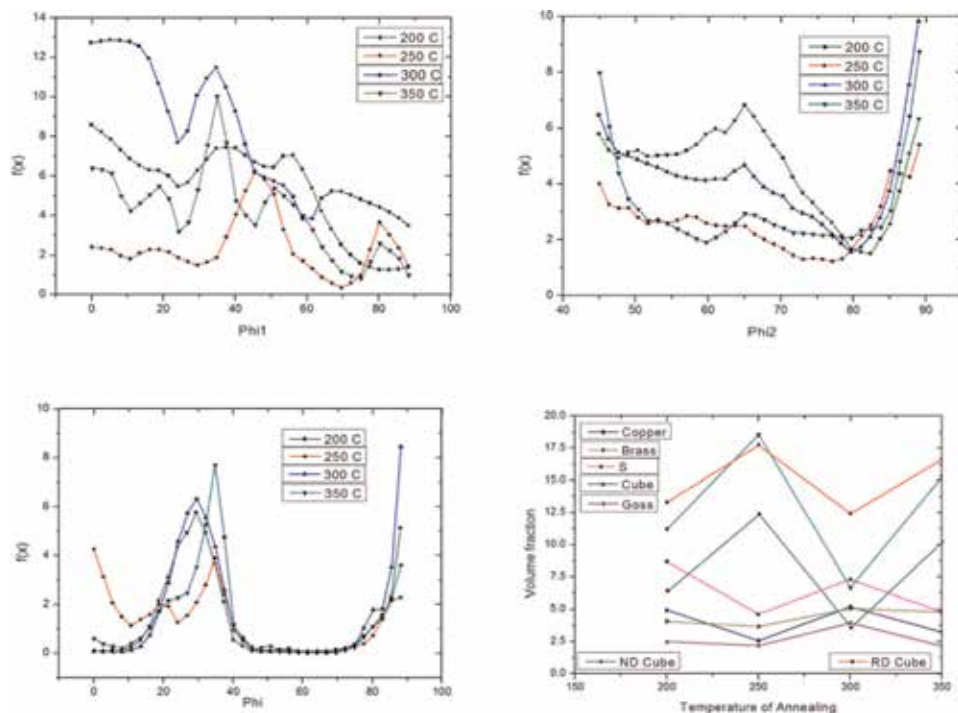 14
12
10
8
6
4
2
0
f(x)
200 C
250 C
300 C
350 C
0 20 40 60 80 100
Phi1
10
8
6
4
2
0
f(x)
200 C
250 C
300 C
350 C
40 50 60 70 80 90
Phi2
10
8
6
4
2
0
f(x)
200 C
250 C
300 C
350 C
0 20 40 60 80 100
Phi
20.0
17.5
15.0
12.5
10.0
7.5
5.0
2.5
0.0
Volume fraction
Copper
Brass
S
Cube
Goss
ND Cube
RD Cube
150 200 250 300 350
Temperature of Annealing